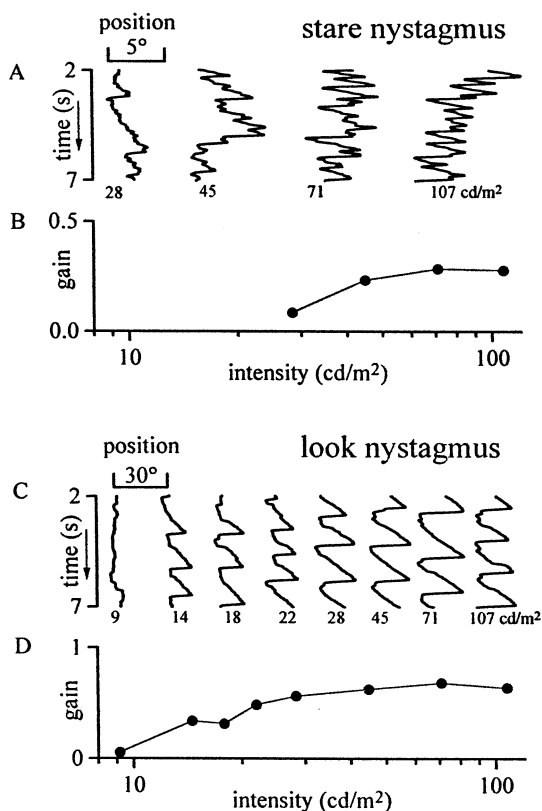 position
5° stare nystagmus
A
2
time (s)
7
28 45 71 107 cd/m²
B
0.5
gain
0.0
10 100
intensity (cd/m²)
position look nystagmus
30°
C
2
time (s)
7
9 14 18 22 28 45 71 107 cd/m²
D
1
gain
0
10 100
intensity (cd/m²)